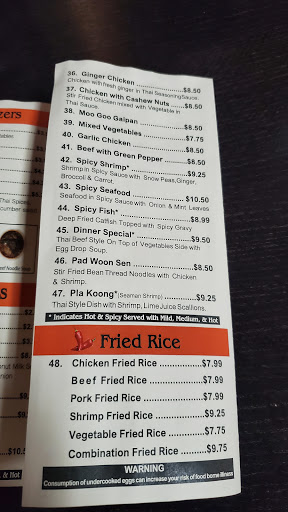 zers
36. Ginger Chicken ..................$8.50
Chicken with fresh ginger in Thai Seasoning Sauce.
37. Chicken with Cashew Nuts ......$8.50
Stir Fried Chicken mixed with Vegetable in
Thai Sauce.
38. Moo Goo Gaipan ..................$8.50
39. Mixed Vegetables ..................$7.75
40. Garlic Chicken ..................$8.50
41. Beef with Green Pepper .........$8.50
42. Spicy Shrimp* ..................$9.25
Shrimp in Spicy Sauce with Snow Peas, Ginger,
Broccoli & Carrot.
43. Spicy Seafood ..................$10.50
Seafood in Spicy Sauce with Onion & Mint Leaves
44. Spicy Fish* ..................$8.99
Deep Fried Catfish Topped with Spicy Gravy
45. Dinner Special* ..................$9.50
Thai Beef Style On Top of Vegetables Side with
Egg Drop Soup.
46. Pad Woon Sen ..................$8.50
Stir Fried Bean Thread Noodles with Chicken
& Shrimp.
47. Pla Koong* (Seaman Shrimp) .........$9.25
Thai Style Dish with Shrimp, Lime Juice Scallions.
* Indicates Hot & Spicy Served with Mild, Medium, & Hot
Fried Rice
48. Chicken Fried Rice ...............$7.99
Beef Fried Rice ..................$7.99
Pork Fried Rice ..................$7.99
Shrimp Fried Rice ...............$9.25
Vegetable Fried Rice ............$7.75
Combination Fried Rice .........$9.75
WARNING
Consumption of undercooked eggs can increase your risk of food borne illness